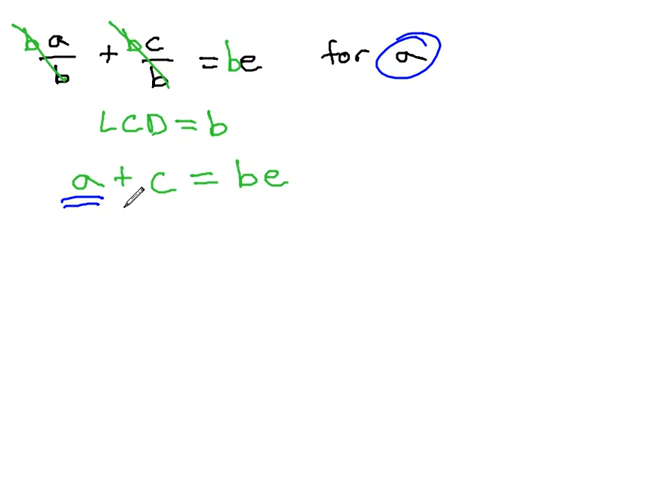 b a/b + b c/b = be for a
LCD = b
a + c = be